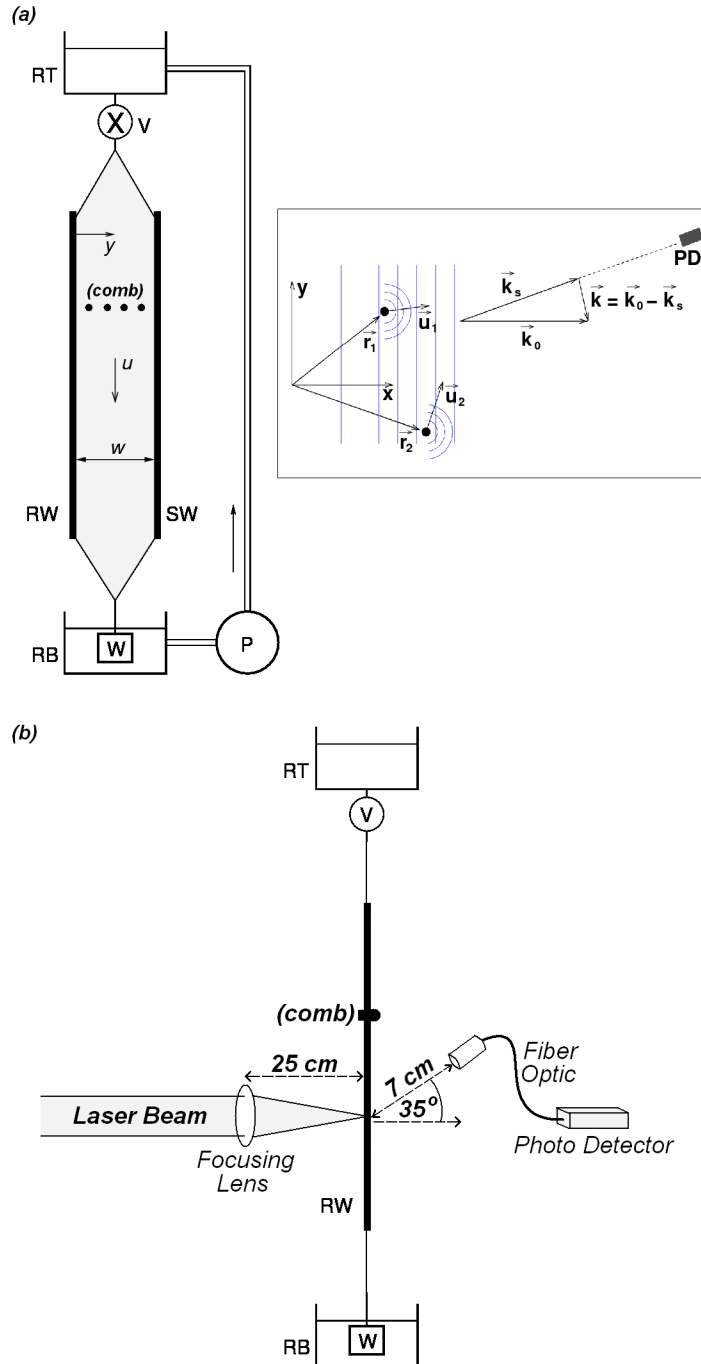 (a)
RT
V
y
(comb)
u
w
RW
SW
RB
W
P
y
r₁
u₁
x
r₂
u₂
PD
kₛ
k = k₀ – kₛ
k₀
(b)
RT
V
(comb)
25 cm
7 cm
35º
Fiber
Optic
Laser Beam
Photo Detector
Focusing
Lens
RW
RB
W